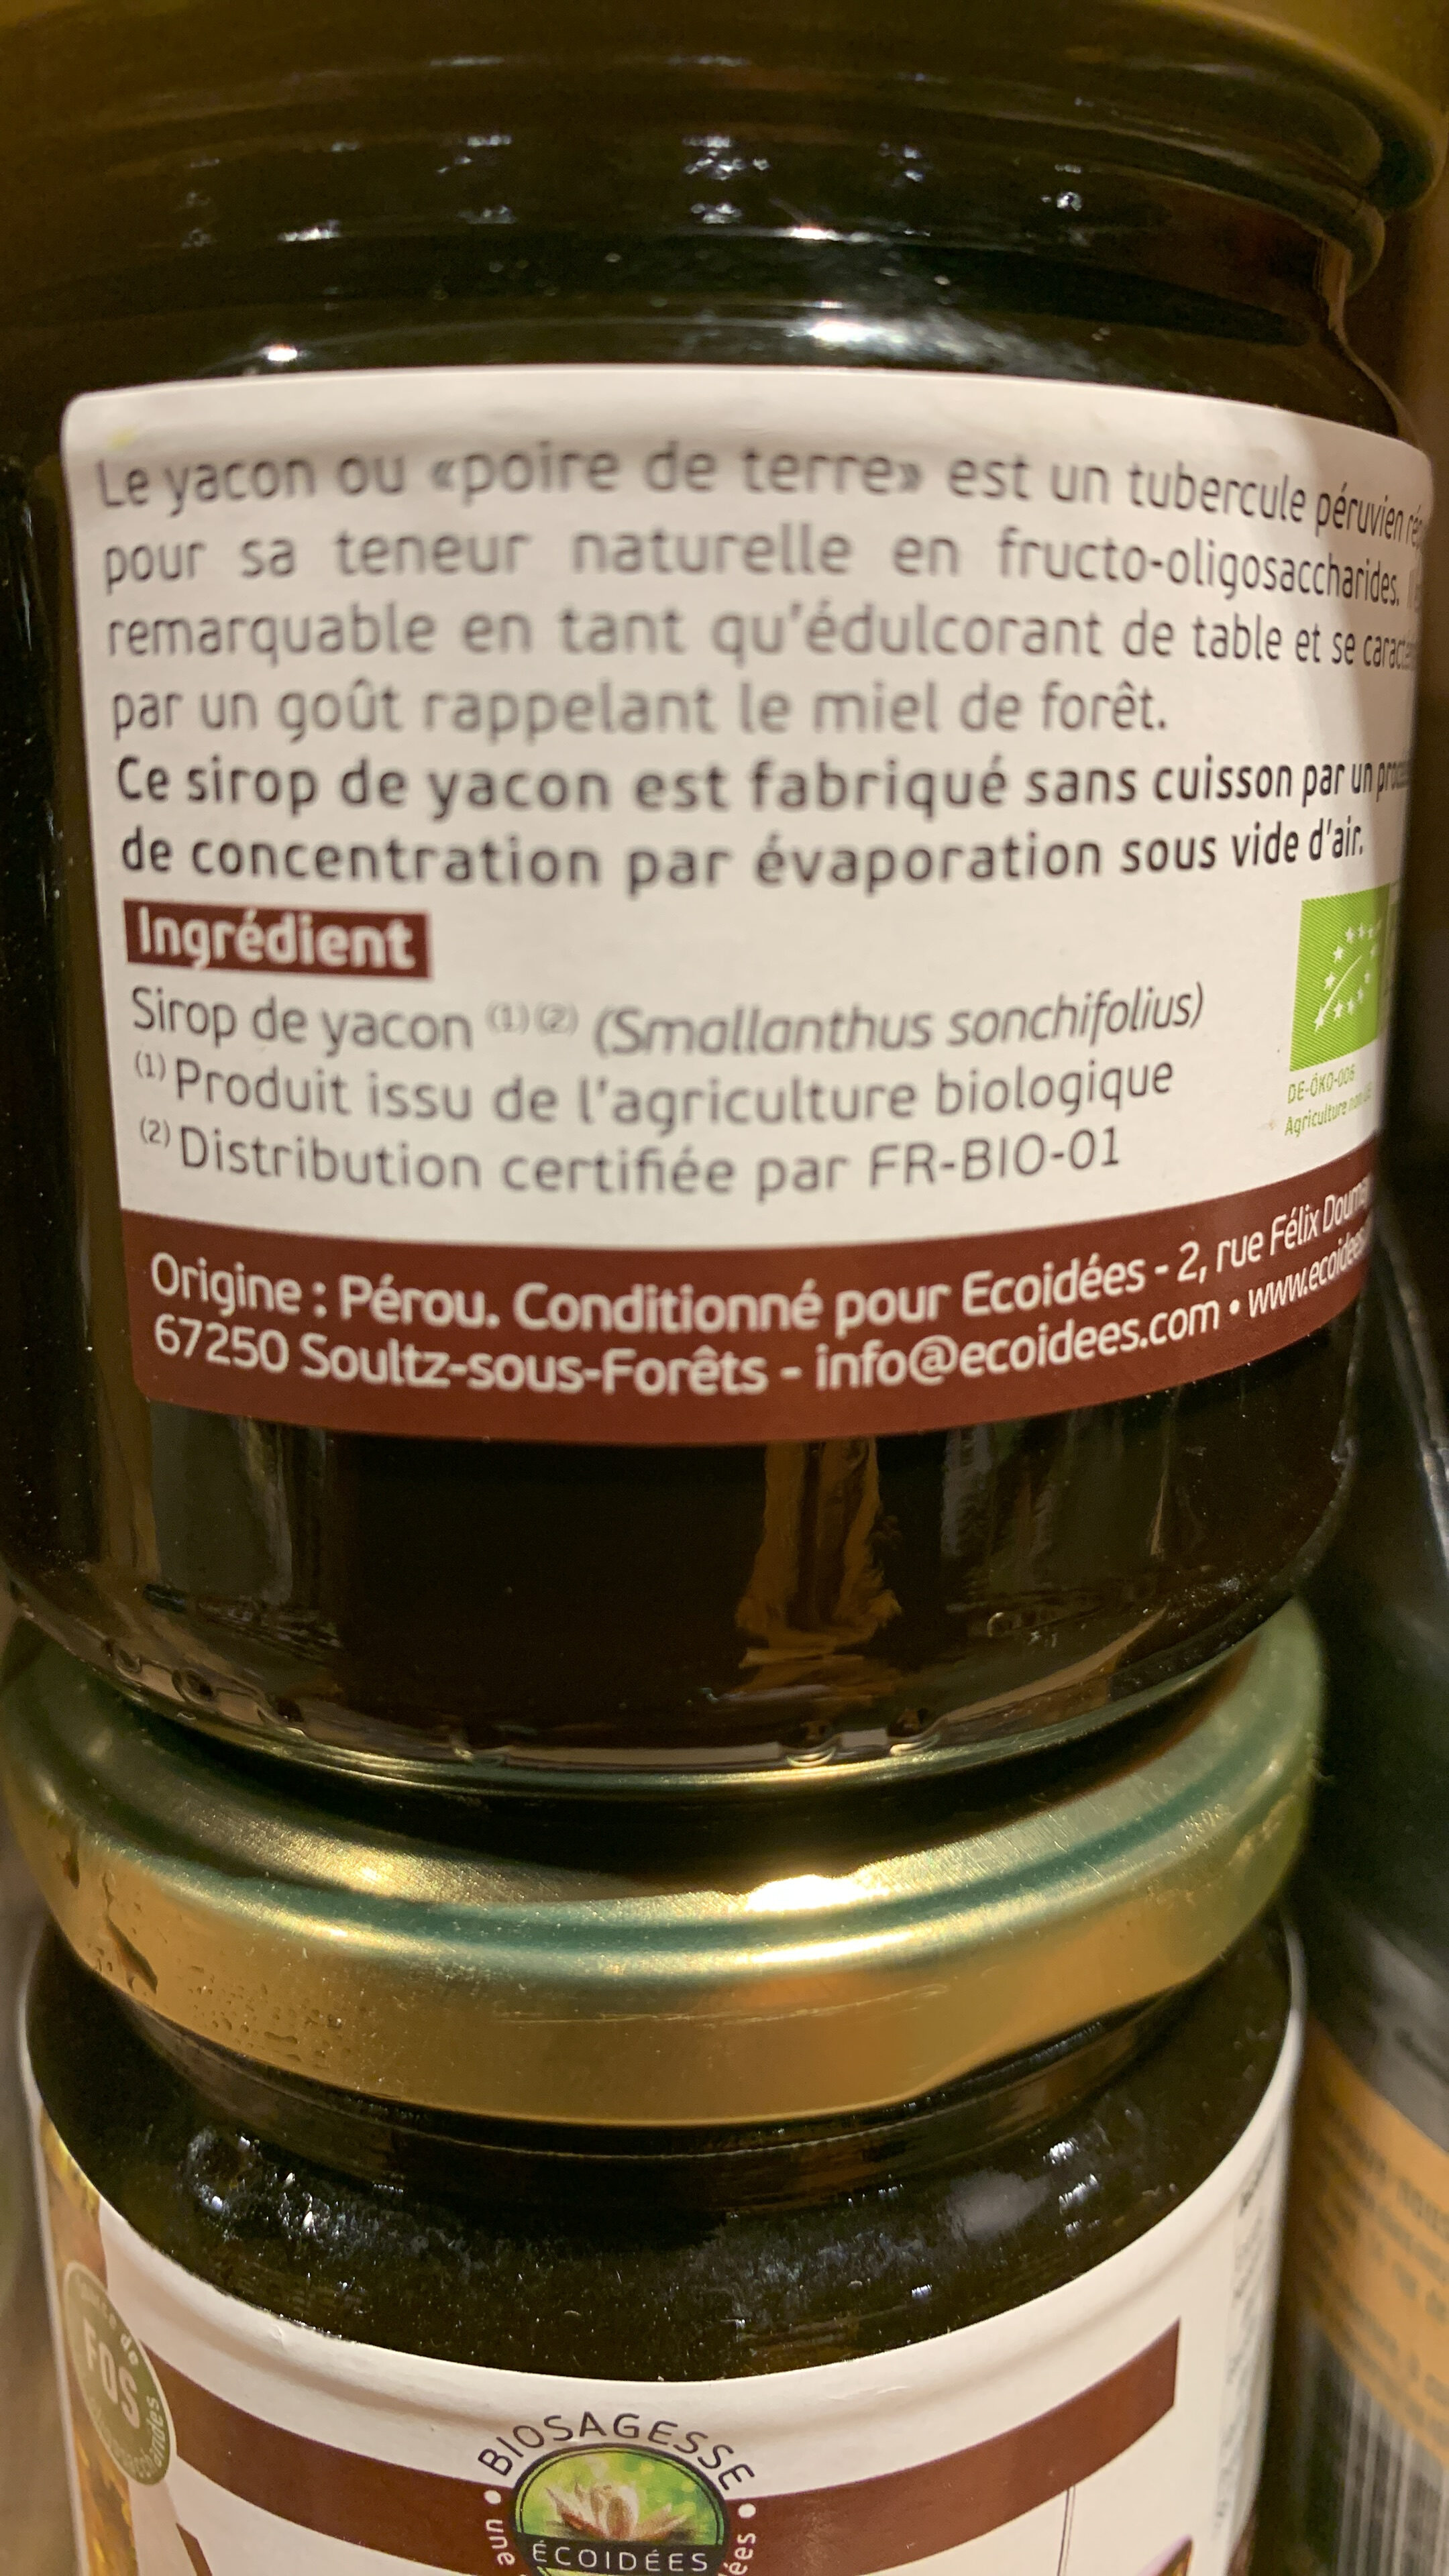 Le yacon ou «poire de terre» est un tubercule péruvien
pour sa teneur naturelle en fructo-oligosaccharides.
remarquable en tant qu'édulcorant de table et se
par un goût rappelant le miel de forêt.
Ce sirop de yacon est fabriqué sans cuisson par un
de concentration par évaporation sous vide d'air.
Ingrédient
Sirop de yacon (1) (2) (Smallanthus sonchifolius)
(1) Produit issu de l'agriculture biologique
(2) Distribution certifiée par FR-BIO-01
DE-ÖKO-006
Agriculture
Origine : Pérou. Conditionné pour Ecoidées - 2, rue Félix
67250 Soultz-sous-Forêts - info@ecoidees.com •
FOS
BIOSAGESSE
• une
ÉCOIDÉES